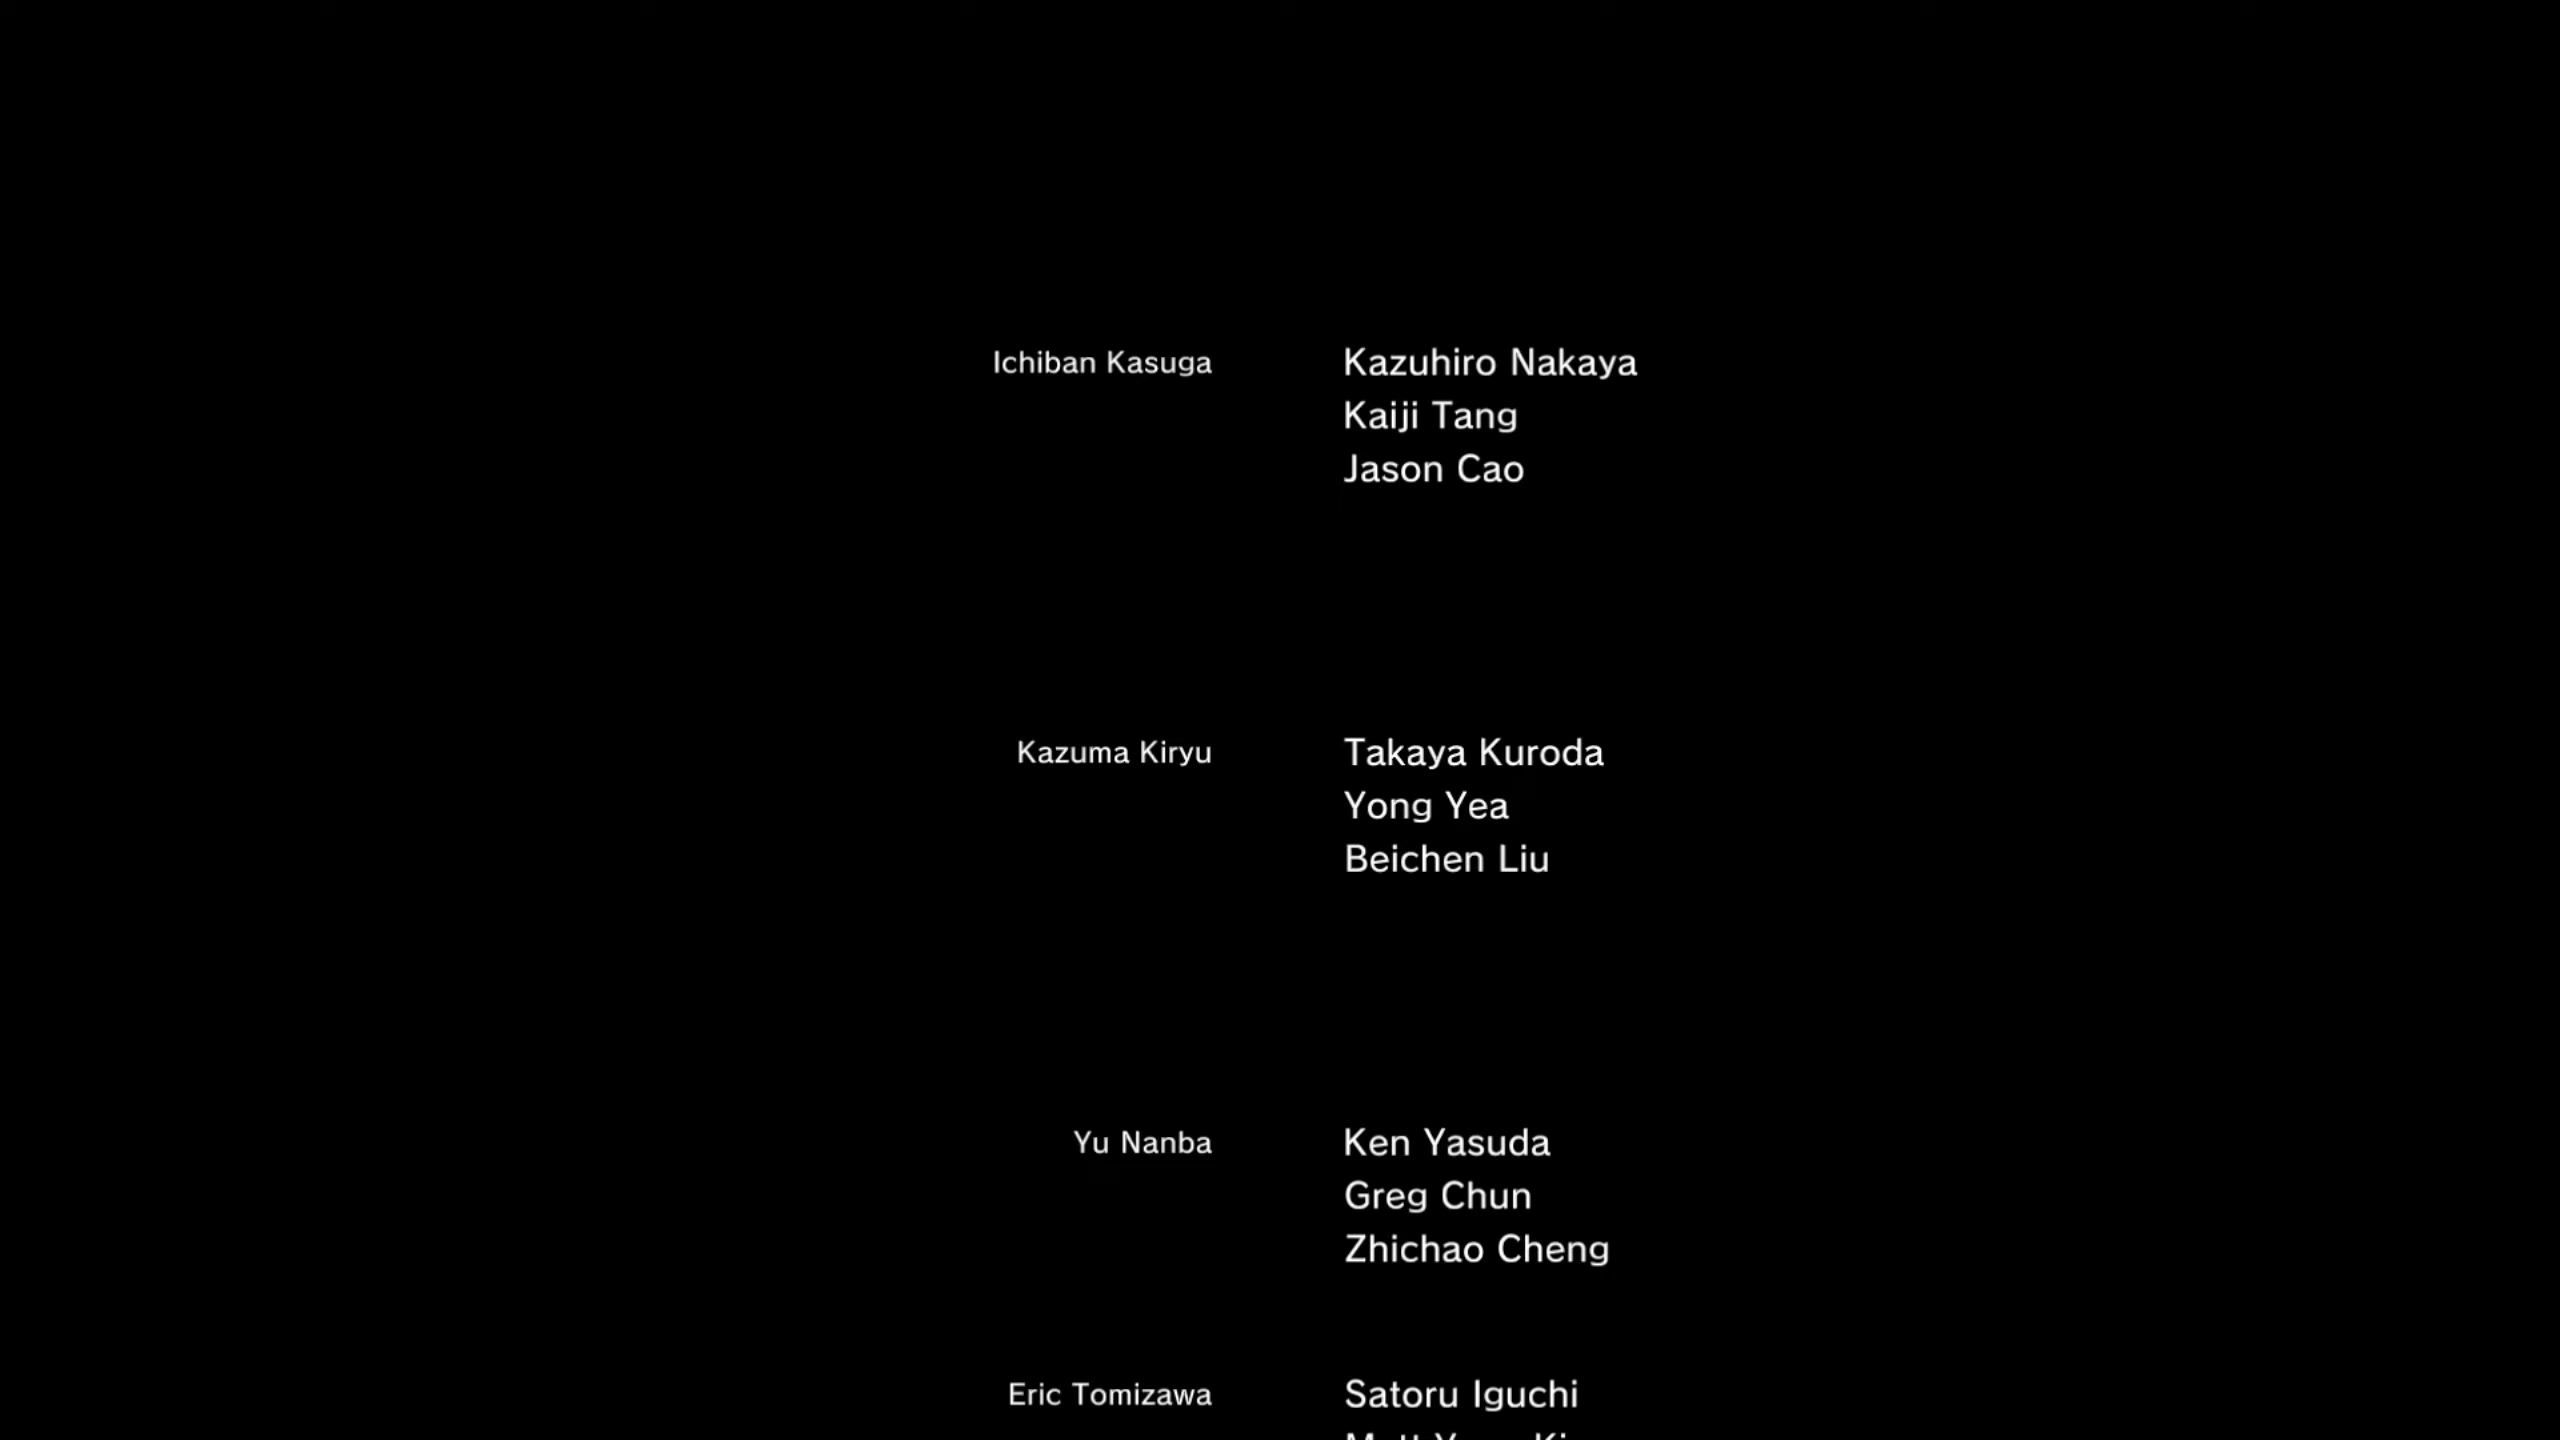 Ichiban Kasuga Kazuhiro Nakaya
Kaiji Tang
Jason Cao
Kazuma Kiryu Takaya Kuroda
Yong Yea
Beichen Liu
Yu Nanba Ken Yasuda
Greg Chun
Zhichao Cheng
Eric Tomizawa Satoru Iguchi